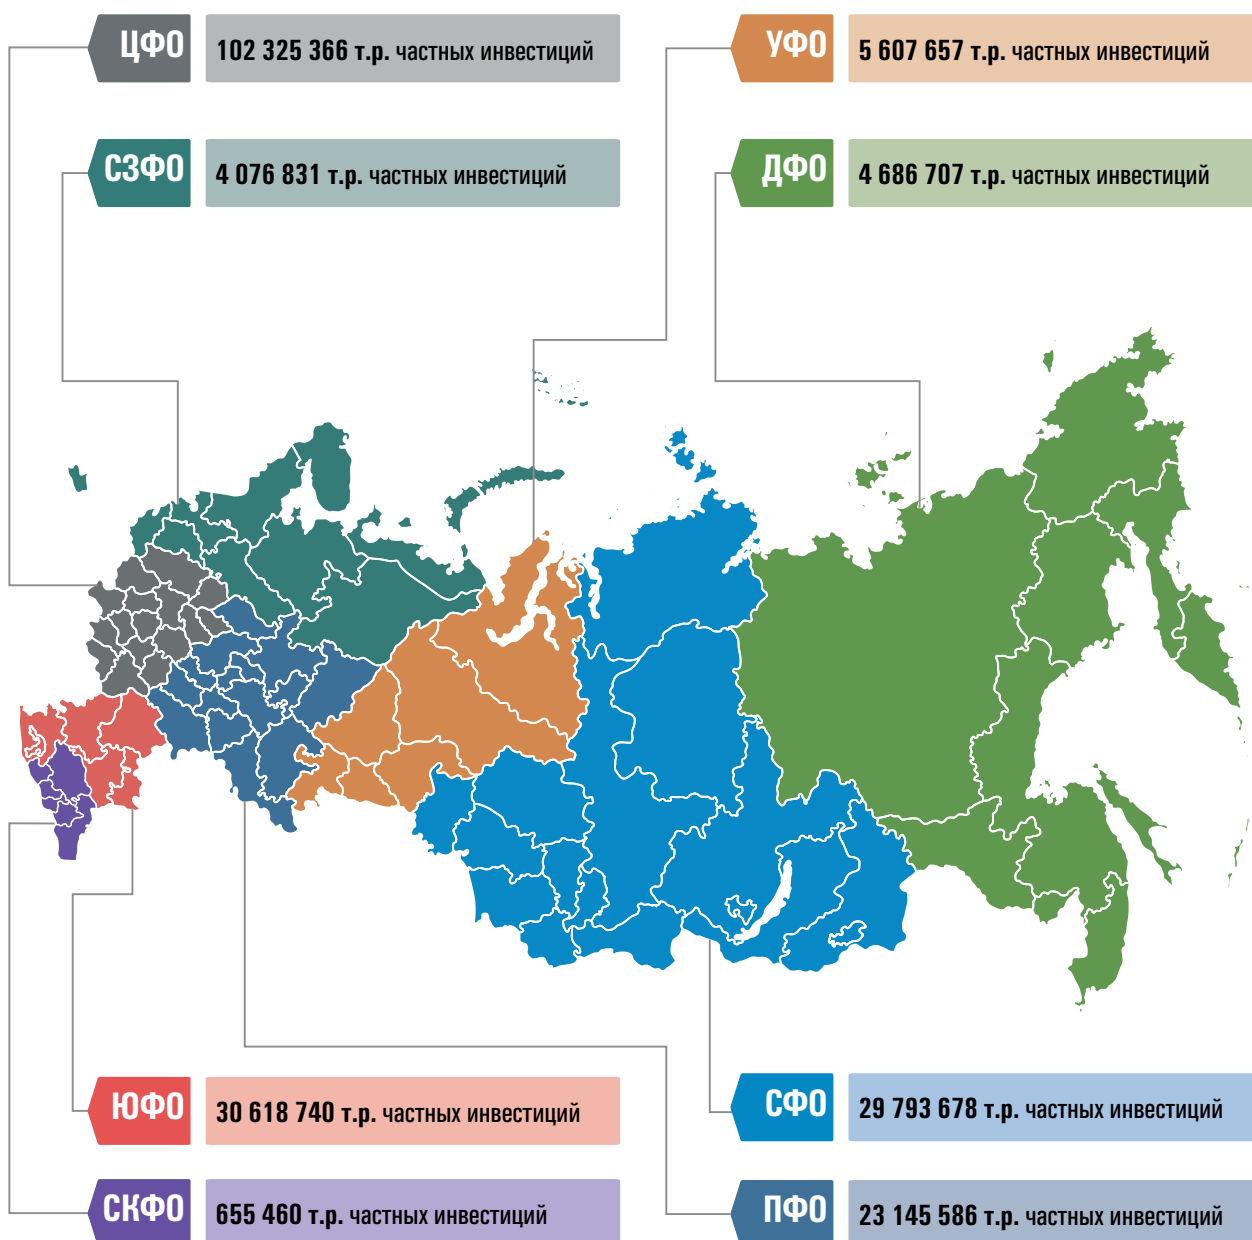 ЦФО 102 325 366 т.р. частных инвестиций
УФО 5 607 657 т.р. частных инвестиций
СЗФО 4 076 831 т.р. частных инвестиций
ДФО 4 686 707 т.р. частных инвестиций
ЮФО 30 618 740 т.р. частных инвестиций
СФО 29 793 678 т.р. частных инвестиций
СКФО 655 460 т.р. частных инвестиций
ПФО 23 145 586 т.р. частных инвестиций